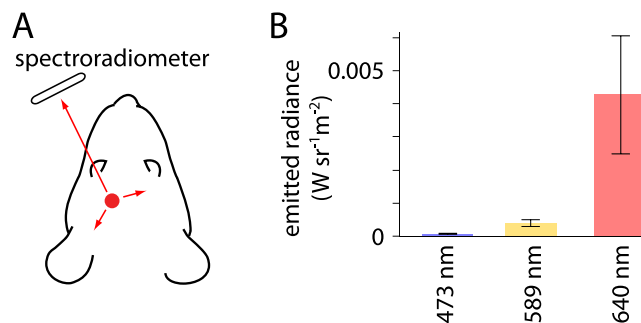 A
spectroradiometer
B
emitted radiance
(W sr⁻¹m⁻²)
0.005
0
473 nm
589 nm
640 nm